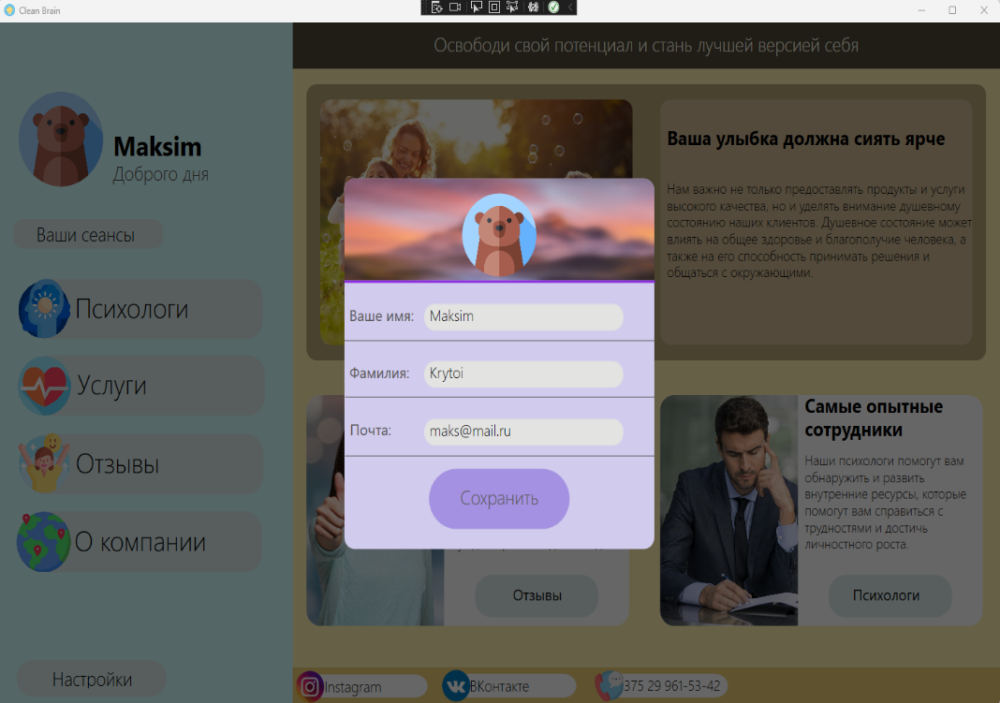 Clean Brain
Освободи свой потенциал и стань лучшей версией себя
Maksim
Доброго дня
Ваши сеансы
Психологи
Услуги
Отзывы
О компании
Настройки
Ваша улыбка должна сиять ярче
Нам важно не только предоставлять продукты и услуги
высокого качества, но и уделять внимание душевному
состоянию наших клиентов. Душевное состояние может
влиять на общее здоровье и благополучие человека, а
также на его способность принимать решения и
общаться с окружающими.
Ваше имя: Maksim
Фамилия: Krytoi
Почта: maks@mail.ru
Сохранить
Отзывы
Самые опытные
сотрудники
Наши психологи помогут вам
обнаружить и развить
внутренние ресурсы, которые
помогут вам справиться с
трудностями и достичь
личностного роста.
Психологи
Instagram
ВКонтакте
375 29 961-53-42